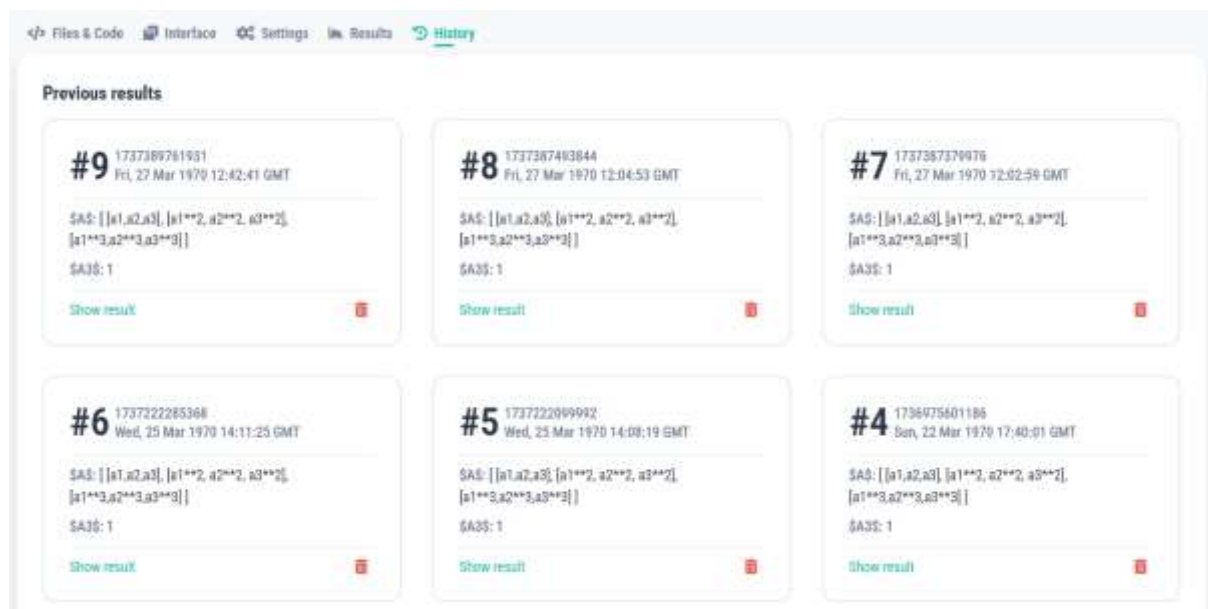 </> Files & Code Interface Settings Results History
Previous results
#9 1737389761931
Fri, 27 Mar 1970 12:42:41 GMT
$A$: [ [a1,a2,a3], [a1**2, a2**2, a3**2],
[a1**3,a2**3,a3**3] ]
$A3$: 1
Show result
#8 1737387493844
Fri, 27 Mar 1970 12:04:53 GMT
$A$: [ [a1,a2,a3], [a1**2, a2**2, a3**2],
[a1**3,a2**3,a3**3] ]
$A3$: 1
Show result
#7 1737387379976
Fri, 27 Mar 1970 12:02:59 GMT
$A$: [ [a1,a2,a3], [a1**2, a2**2, a3**2],
[a1**3,a2**3,a3**3] ]
$A3$: 1
Show result
#6 1737222285368
Wed, 25 Mar 1970 14:11:25 GMT
$A$: [ [a1,a2,a3], [a1**2, a2**2, a3**2],
[a1**3,a2**3,a3**3] ]
$A3$: 1
Show result
#5 1737222099992
Wed, 25 Mar 1970 14:08:19 GMT
$A$: [ [a1,a2,a3], [a1**2, a2**2, a3**2],
[a1**3,a2**3,a3**3] ]
$A3$: 1
Show result
#4 1736975601186
Sun, 22 Mar 1970 17:40:01 GMT
$A$: [ [a1,a2,a3], [a1**2, a2**2, a3**2],
[a1**3,a2**3,a3**3] ]
$A3$: 1
Show result